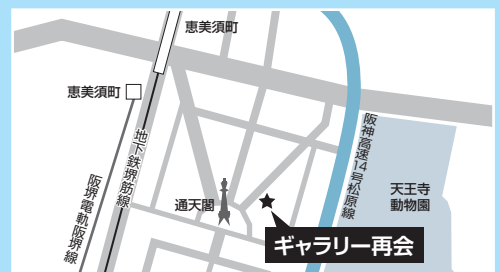 恵美須町
恵美須町
地下鉄堺筋線
阪堺電軌阪堺線
通天閣
阪神高速14号松原線
天王寺
動物園
ギャラリー再会